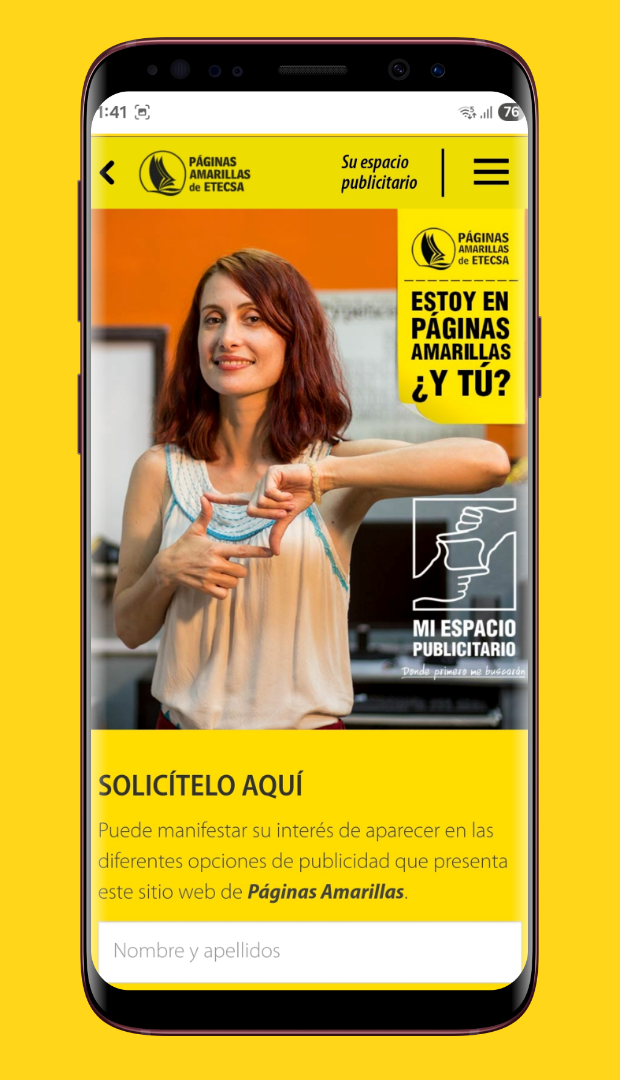 1:41
76
PÁGINAS
AMARILLAS
de ETECSA
Su espacio
publicitario
PÁGINAS
AMARILLAS
de ETECSA
ESTOY EN
PÁGINAS
AMARILLAS
¿Y TÚ?
MI ESPACIO
PUBLICITARIO
Donde primero me buscarán
SOLICÍTELO AQUÍ
Puede manifestar su interés de aparecer en las
diferentes opciones de publicidad que presenta
este sitio web de Páginas Amarillas.
Nombre y apellidos